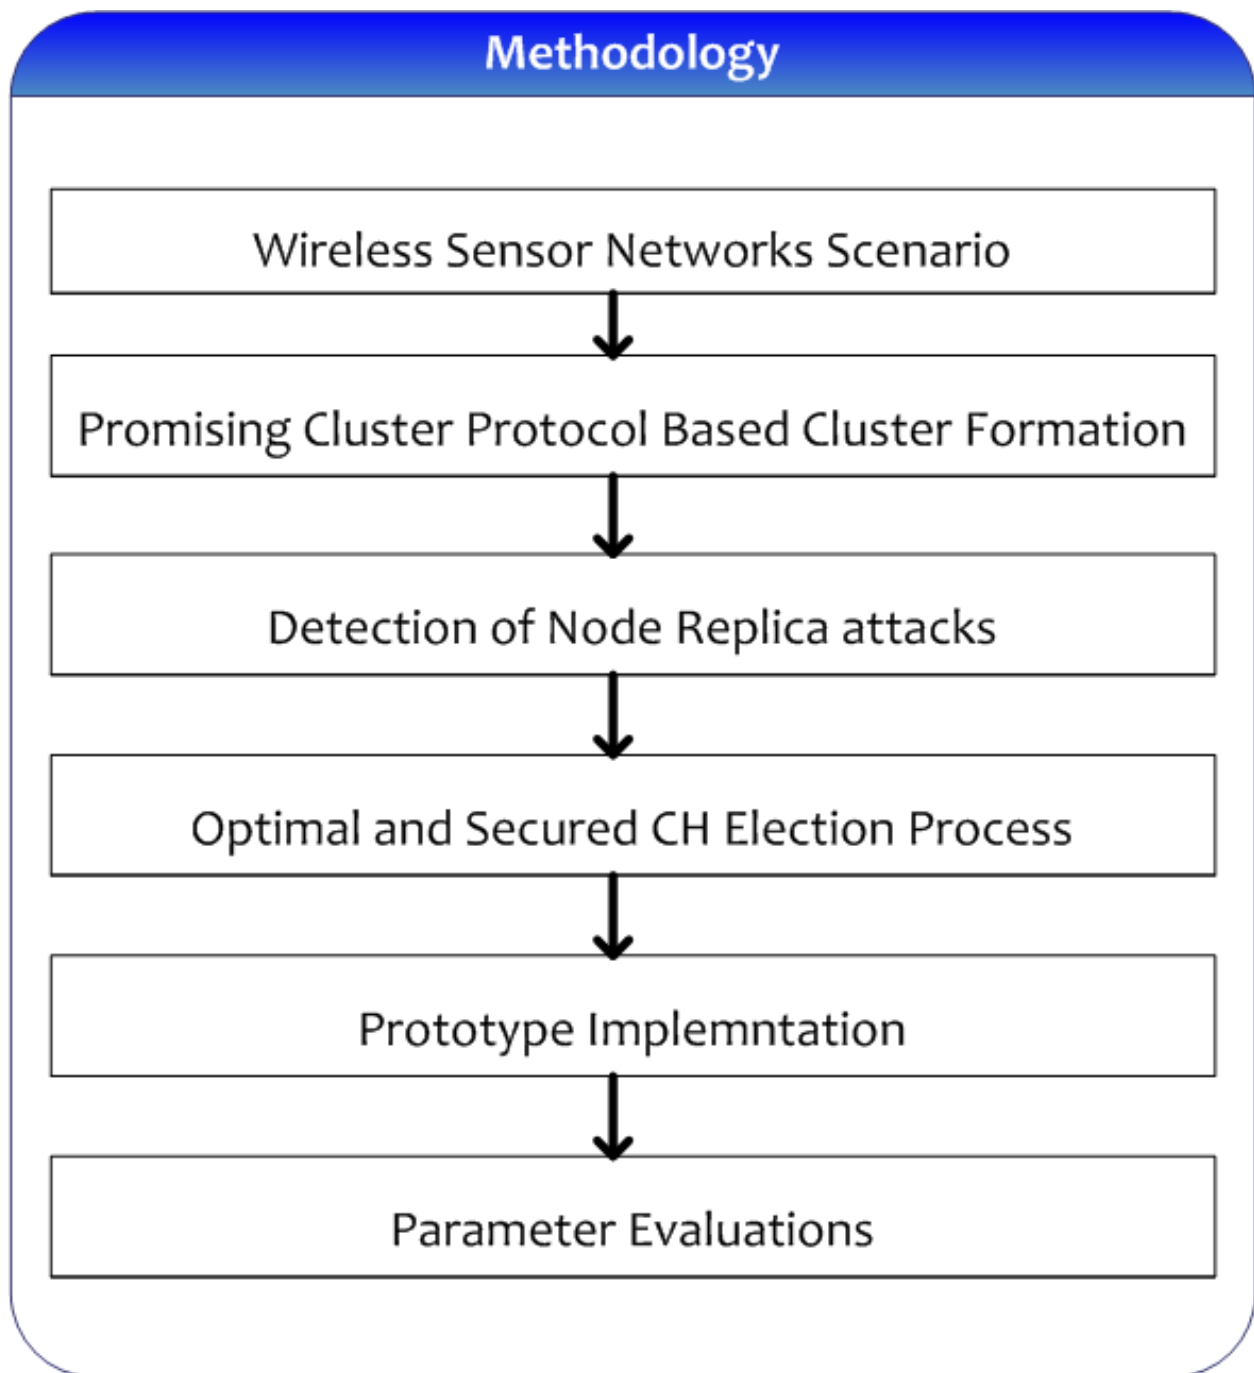 Methodology
Wireless Sensor Networks Scenario
Promising Cluster Protocol Based Cluster Formation
Detection of Node Replica attacks
Optimal and Secured CH Election Process
Prototype Implemntation
Parameter Evaluations